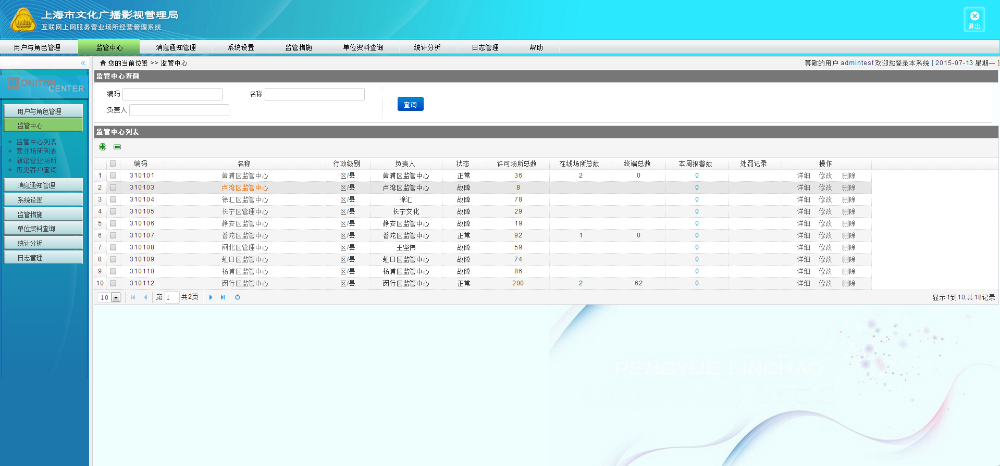 上海市文化广播影视管理局
互联网上网服务营业场所经营管理系统
退出
用户与角色管理 监管中心 消息通知管理 系统设置 监管措施 单位资料查询 统计分析 日志管理 帮助
您的当前位置 >> 监管中心
尊敬的用户 admintest 欢迎您登录本系统 [ 2015-07-13 星期一 ]
MONITOR
CENTER
用户与角色管理
监管中心
监管中心列表
营业场所列表
新建营业场所
历史客户查询
消息通知管理
系统设置
监管措施
单位资料查询
统计分析
日志管理
监管中心查询
编码 名称
负责人
查询
监管中心列表
编码 名称 行政级别 负责人 状态 许可场所总数 在线场所总数 终端总数 本周报警数 处罚记录 操作
1 310101 黄浦区监管中心 区/县 黄浦区监管中心 正常 36 2 0 0 详细 修改 删除
2 310103 卢湾区监管中心 区/县 卢湾区监管中心 故障 8 0 详细 修改 删除
3 310104 徐汇区监管中心 区/县 徐汇 故障 78 0 详细 修改 删除
4 310105 长宁区管理中心 区/县 长宁文化 故障 29 0 详细 修改 删除
5 310106 静安区监管中心 区/县 静安区监管中心 故障 19 0 详细 修改 删除
6 310107 普陀区监管中心 区/县 普陀区监管中心 正常 92 1 0 0 详细 修改 删除
7 310108 闸北区管理中心 区/县 王坚伟 故障 59 0 详细 修改 删除
8 310109 虹口区监管中心 区/县 虹口区监管中心 故障 74 0 详细 修改 删除
9 310110 杨浦区监管中心 区/县 杨浦区监管中心 故障 86 0 详细 修改 删除
10 310112 闵行区监管中心 区/县 闵行区监管中心 正常 200 2 62 0 详细 修改 删除
10 第 1 共2页
显示1到10,共18记录
PENGYUE LINCHAO